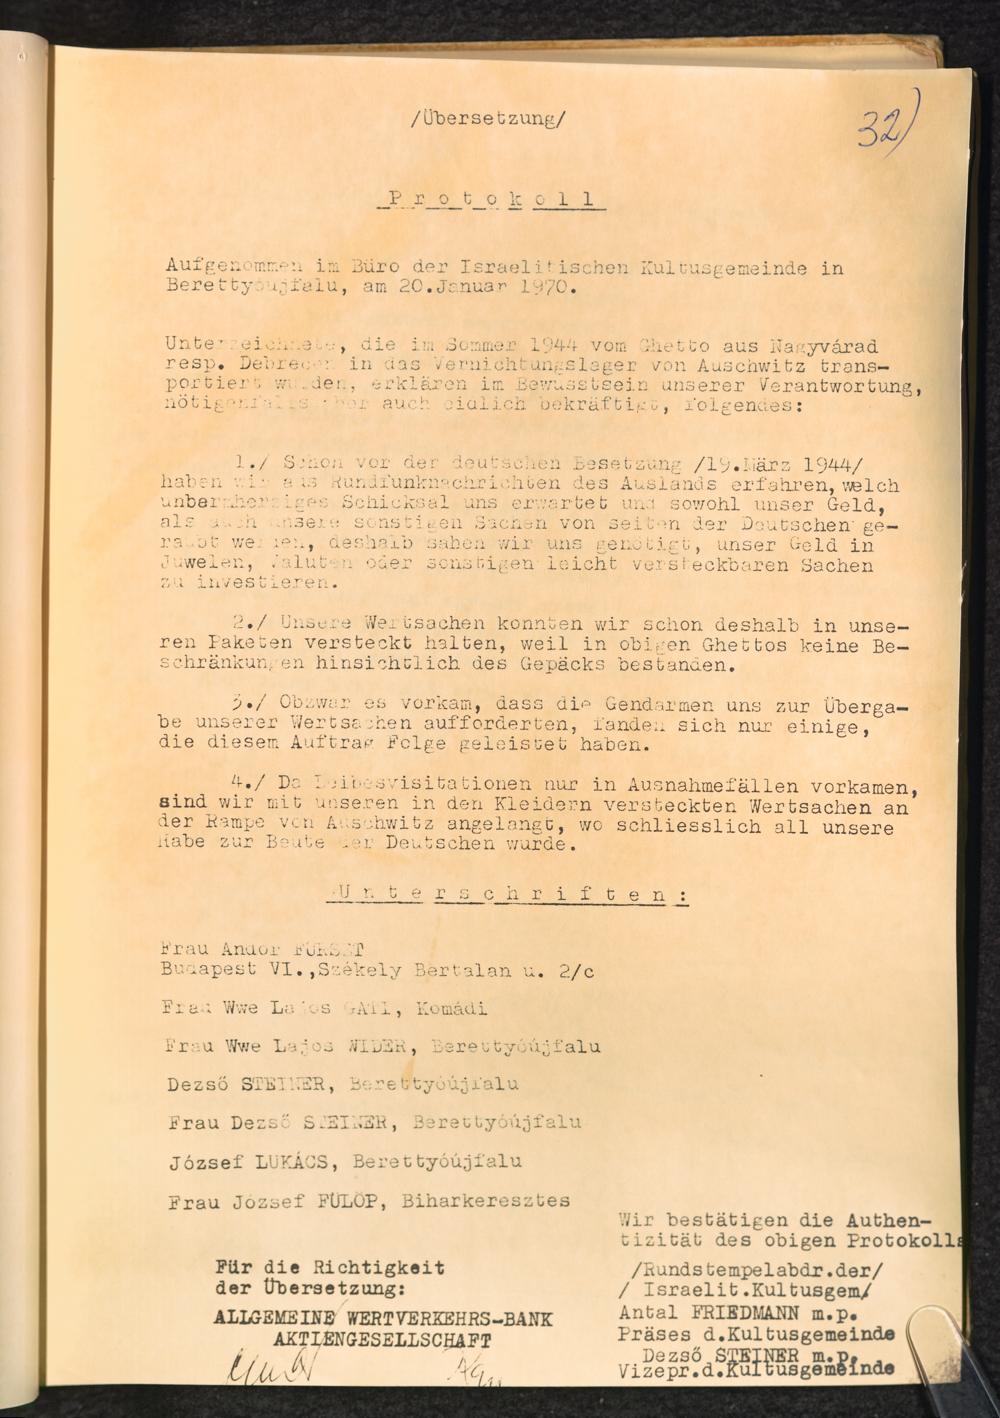 /Übersetzung/
32)
Protokoll
Aufgenommen im Büro der Israelitischen Kultusgemeinde in
Berettyóujfalu, am 20.Januar 1970.
Unterzeichnete, die im Sommer 1944 vom Ghetto aus Nagyvárad
resp. Debrecen in das Vernichtungslager von Auschwitz trans-
portiert wurden, erklären im Bewusstsein unserer Verantwortung,
nötigenfalls aber auch eidlich bekräftigt, folgendes:
1./ Schon vor der deutschen Besetzung /19.März 1944/
haben wir aus Rundfunknachrichten des Auslands erfahren, welch
unbarmherziges Schicksal uns erwartet und sowohl unser Geld,
als auch unsere sonstigen Sachen von seiten der Deutschen ge-
raubt werden, deshalb sahen wir uns genötigt, unser Geld in
Juwelen, Valuten oder sonstigen leicht versteckbaren Sachen
zu investieren.
2./ Unsere Wertsachen konnten wir schon deshalb in unse-
ren Paketen versteckt halten, weil in obigen Ghettos keine Be-
schränkungen hinsichtlich des Gepäcks bestanden.
3./ Obzwar es vorkam, dass die Gendarmen uns zur Überga-
be unserer Wertsachen aufforderten, fanden sich nur einige,
die diesem Auftrag Folge geleistet haben.
4./ Da Leibesvisitationen nur in Ausnahmefällen vorkamen,
sind wir mit unseren in den Kleidern versteckten Wertsachen an
der Rampe von Auschwitz angelangt, wo schliesslich all unsere
Habe zur Beute der Deutschen wurde.
Unterschriften:
Frau Andor FÜRSET
Budapest VI.,Székely Bertalan u. 2/c
Frau Wwe Lajos GATI, Komádi
Frau Wwe Lajos WIDER, Berettyóújfalu
Dezső STEINER, Berettyóújfalu
Frau Dezső STEINER, Berettyóújfalu
József LUKÁCS, Berettyóújfalu
Frau József FÜLÖP, Biharkeresztes
Wir bestätigen die Authen-
tizität des obigen Protokolls
/Rundstempelabdr.der/
/ Israelit.Kultusgem/
Antal FRIEDMANN m.p.
Präses d.Kultusgemeinde
Dezső STEINER m.p.
Vizepr.d.Kultusgemeinde
Für die Richtigkeit
der Übersetzung:
ALLGEMEINE WERTVERKEHRS-BANK
AKTIENGESELLSCHAFT